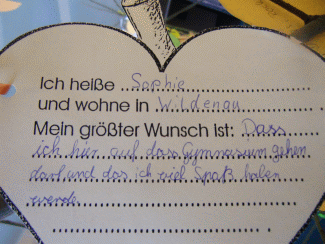 Ich heiße Sophie
und wohne in Wildenau
Mein größter Wunsch ist: Dass
ich hier auf dass Gymnasium gehen
darf und das ich viel Spaß haben
werde.